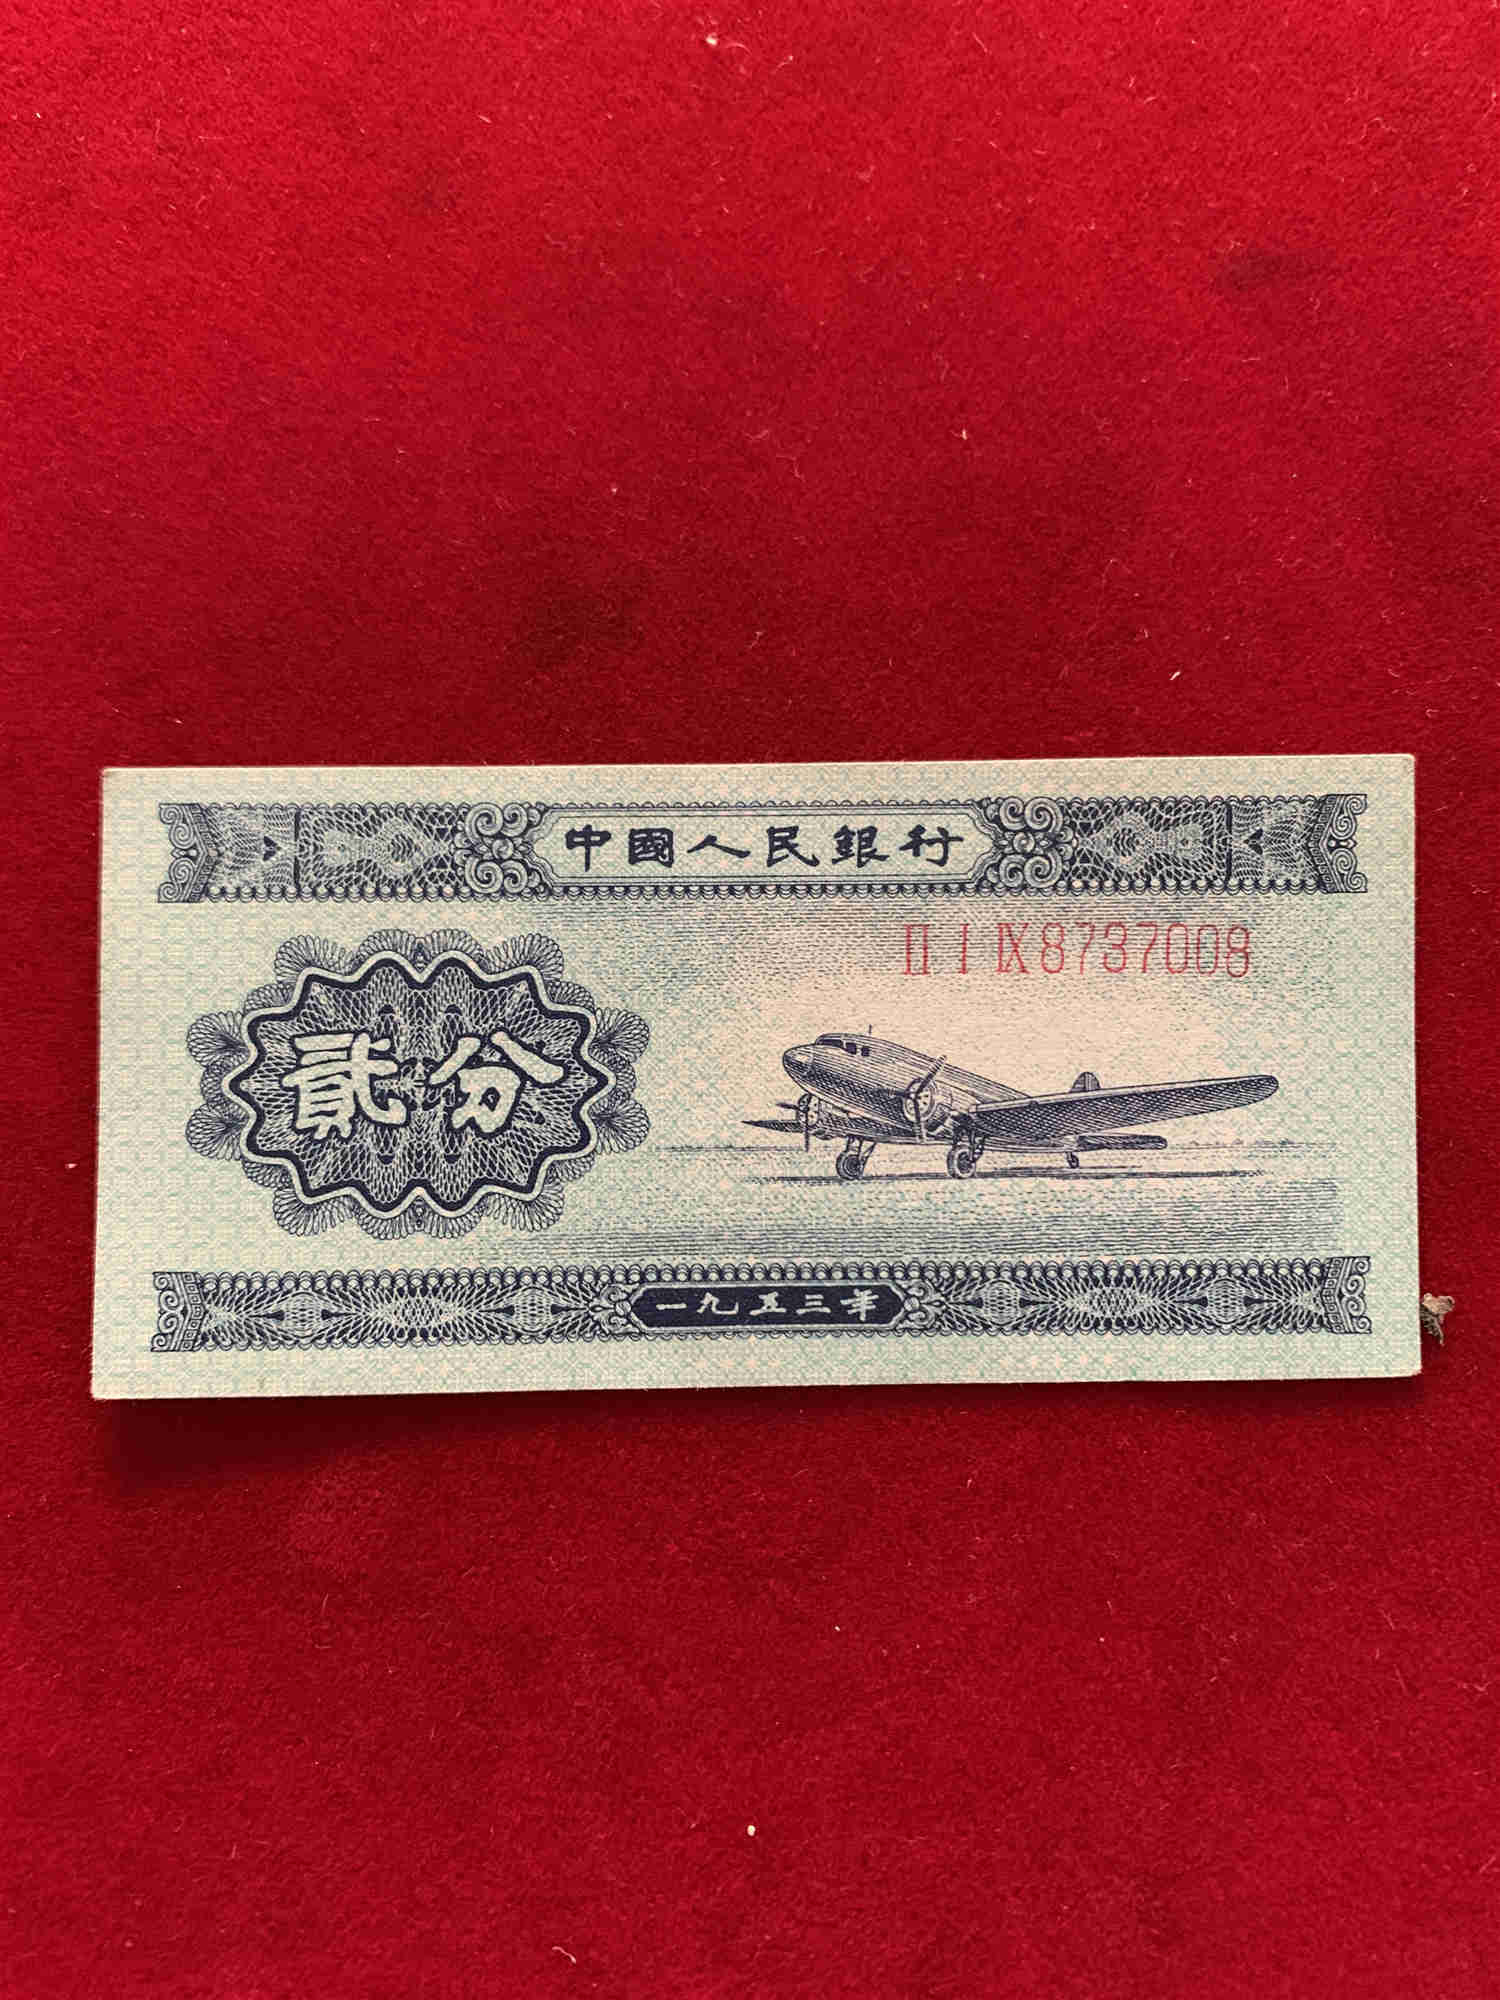 中國人民銀行
Ⅱ Ⅰ Ⅸ 8737008
貳分
一九五三年